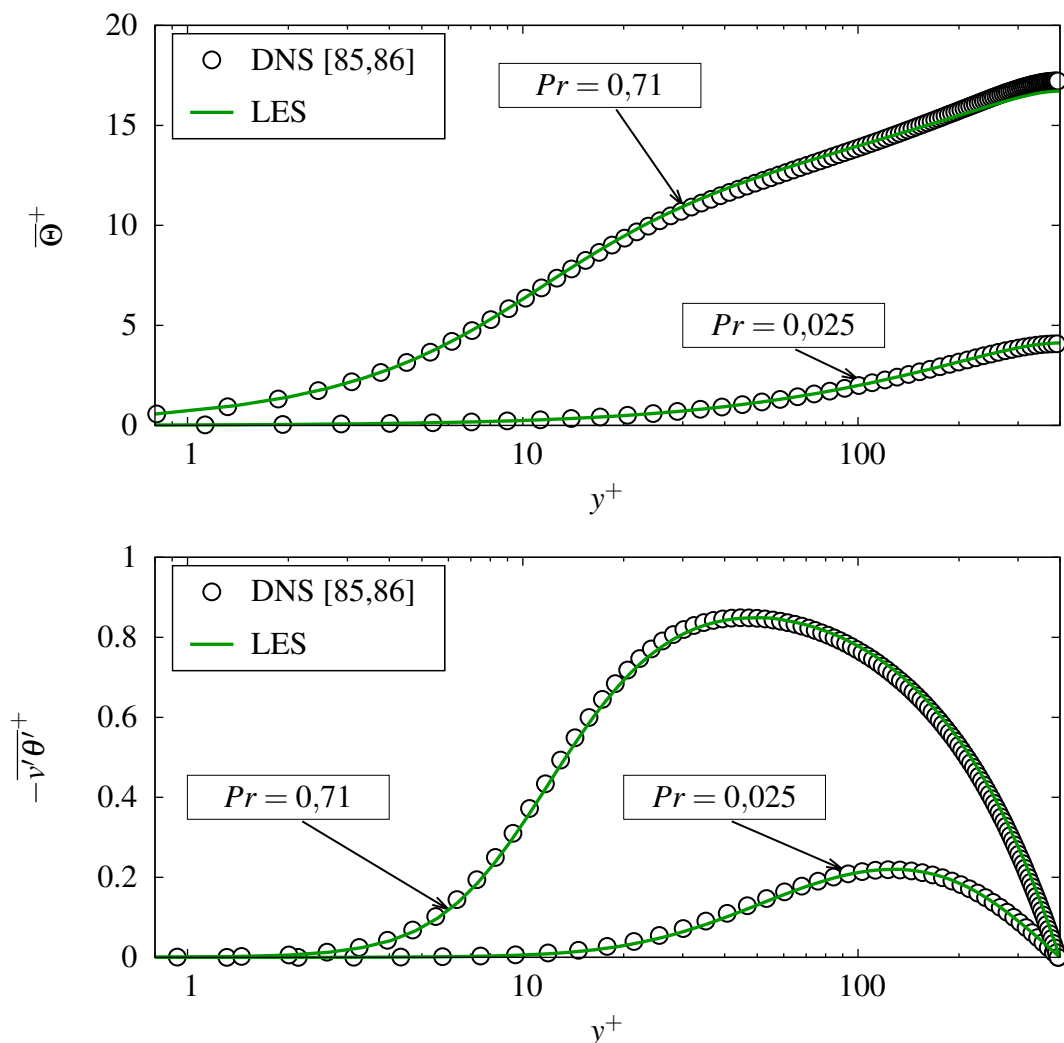 20
15
10
5
0
Θ̅⁺
DNS [85,86]
LES
Pr = 0,71
Pr = 0,025
1
10
100
y⁺
1
0.8
0.6
0.4
0.2
0
−v′θ′⁺
DNS [85,86]
LES
Pr = 0,71
Pr = 0,025
1
10
100
y⁺